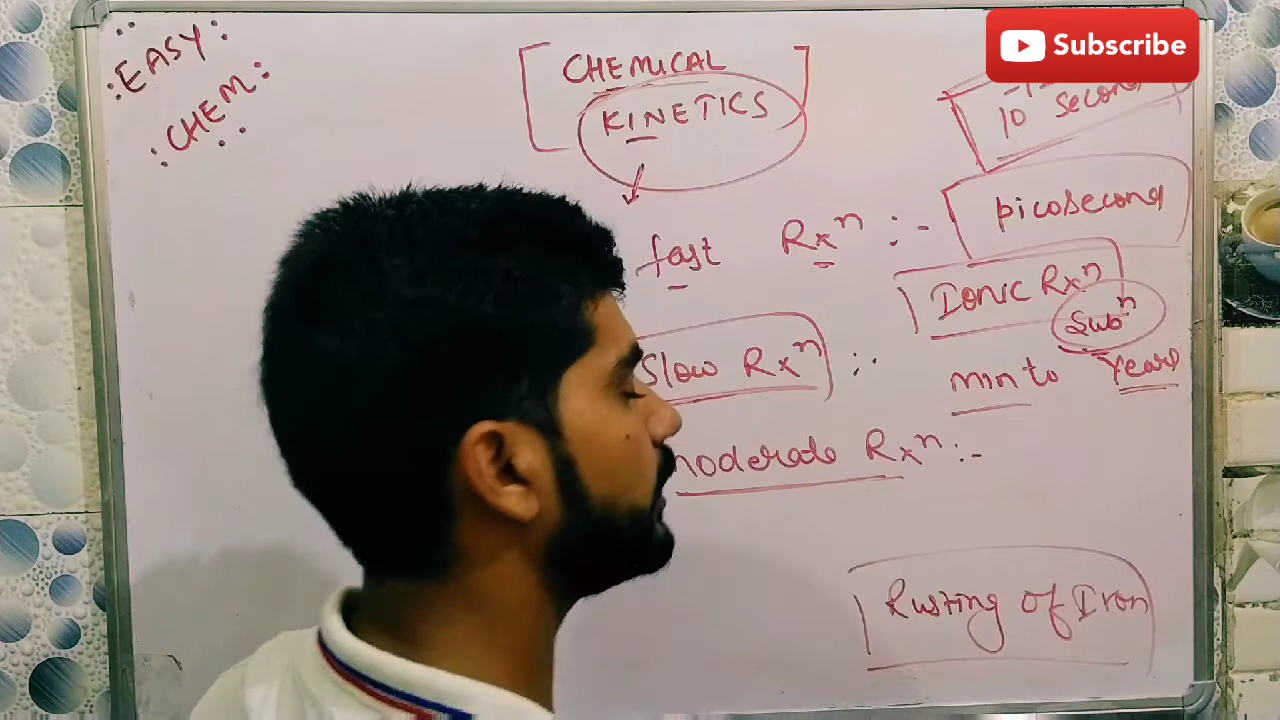 : EASY :
: CHEM :
CHEMICAL
KINETICS
Subscribe
10 second
picosecond
fast Rxⁿ :-
Ionic Rxⁿ
Subⁿ
Slow Rxⁿ :-
min to Years
moderate Rxⁿ :-
Rusting of Iron